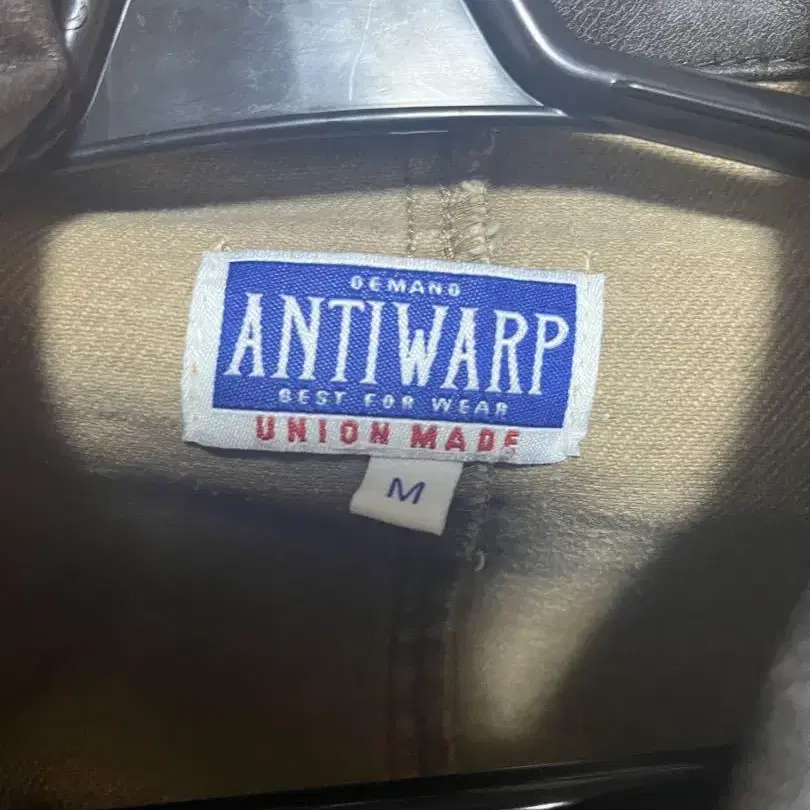 DEMAND
ANTIWARP
BEST FOR WEAR
UNION MADE
M